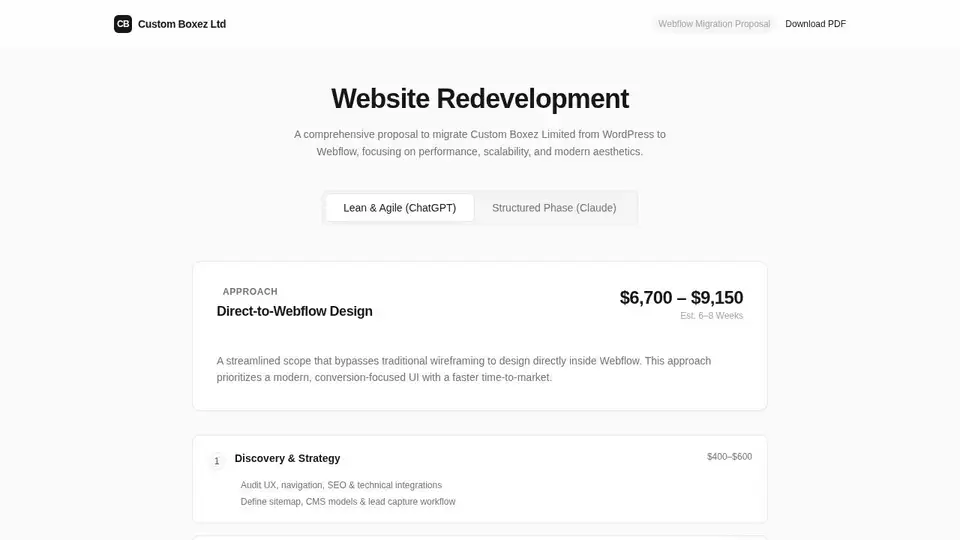 CB Custom Boxez Ltd
Webflow Migration Proposal Download PDF
Website Redevelopment
A comprehensive proposal to migrate Custom Boxez Limited from WordPress to
Webflow, focusing on performance, scalability, and modern aesthetics.
Lean & Agile (ChatGPT) Structured Phase (Claude)
APPROACH
Direct-to-Webflow Design
$6,700 – $9,150
Est. 6–8 Weeks
A streamlined scope that bypasses traditional wireframing to design directly inside Webflow. This approach
prioritizes a modern, conversion-focused UI with a faster time-to-market.
1 Discovery & Strategy $400–$600
Audit UX, navigation, SEO & technical integrations
Define sitemap, CMS models & lead capture workflow